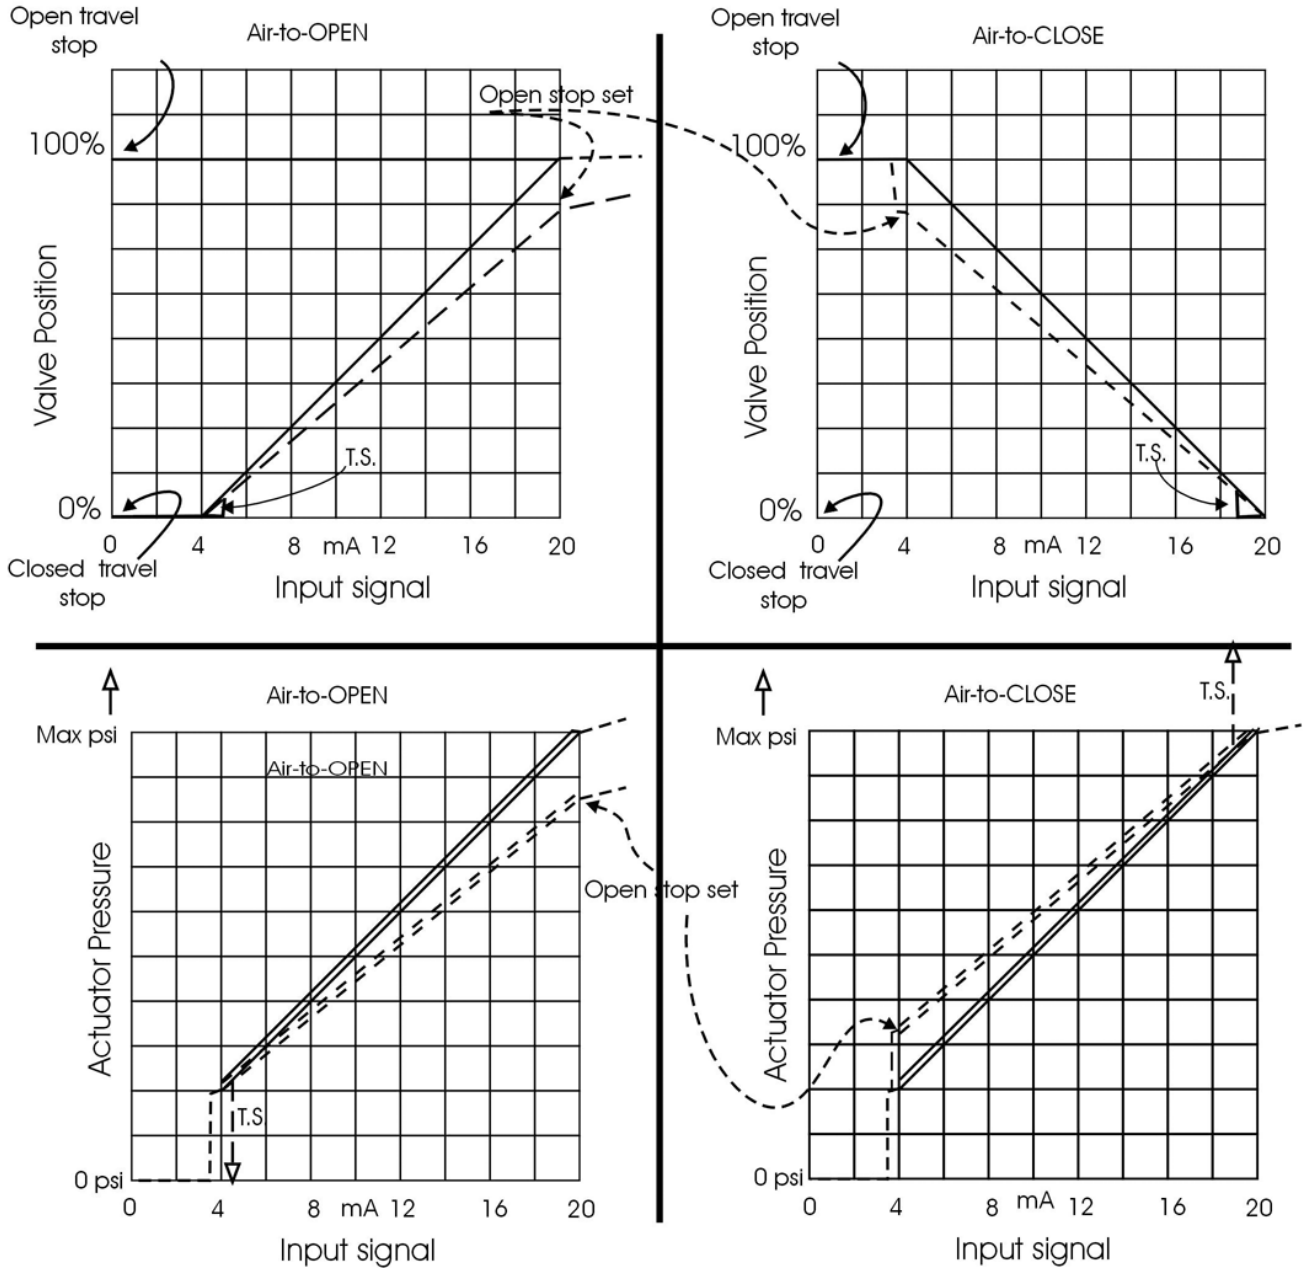 Open travel
stop
Air-to-OPEN
Open stop set
100%
Valve Position
T.S.
0%
0 4 8 mA 12 16 20
Closed travel
stop
Input signal
Open travel
stop
Air-to-CLOSE
100%
Valve Position
T.S.
0%
0 4 8 mA 12 16 20
Closed travel
stop
Input signal
Air-to-OPEN
Max psi
Air-to-OPEN
Actuator Pressure
Open stop set
T.S.
0 psi
0 4 8 mA 12 16 20
Input signal
Air-to-CLOSE
T.S.
Max psi
Actuator Pressure
0 psi
0 4 8 mA 12 16 20
Input signal